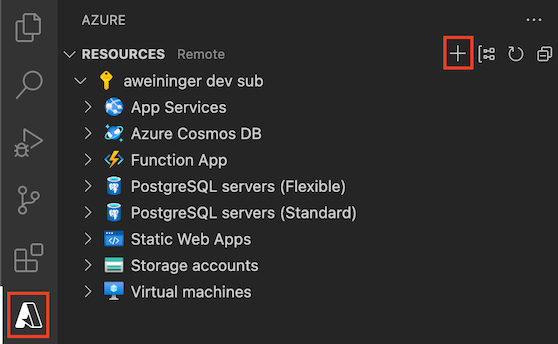 AZURE
RESOURCES Remote
aweininger dev sub
App Services
Azure Cosmos DB
Function App
PostgreSQL servers (Flexible)
PostgreSQL servers (Standard)
Static Web Apps
Storage accounts
Virtual machines